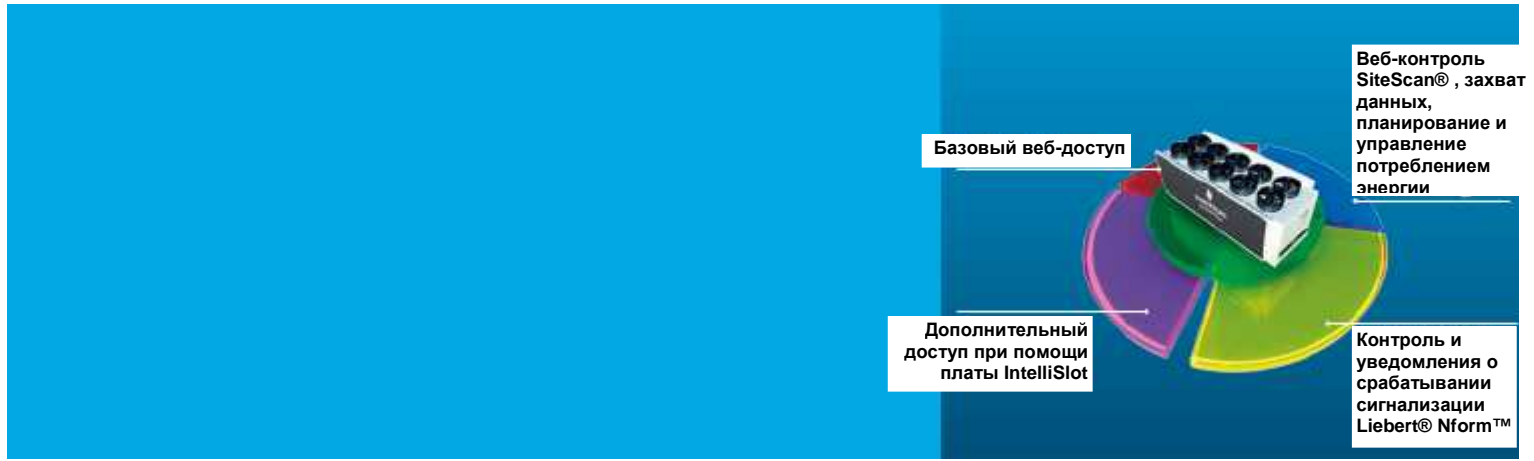 Веб-контроль
SiteScan® , захват
данных,
планирование и
управление
потреблением
энергии
Базовый веб-доступ
Дополнительный
доступ при помощи
платы IntelliSlot
Контроль и
уведомления о
срабатывании
сигнализации
Liebert® Nform™